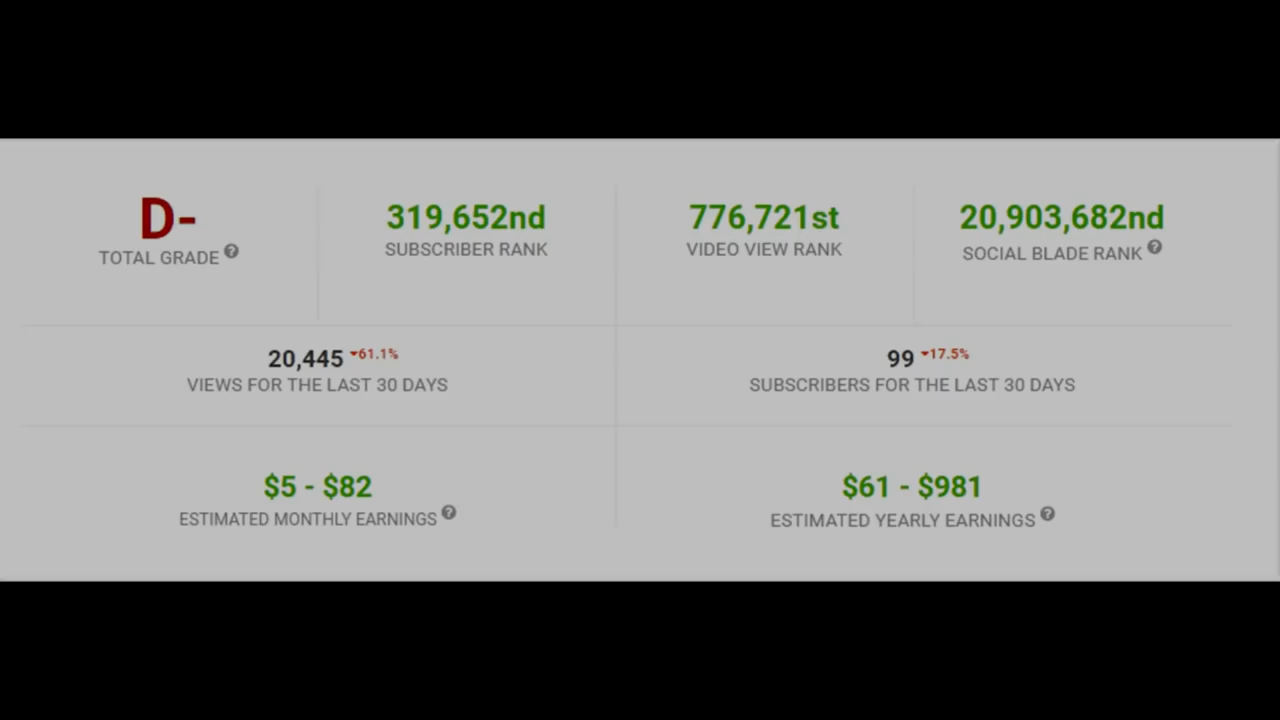 D-
TOTAL GRADE ?
319,652nd
SUBSCRIBER RANK
776,721st
VIDEO VIEW RANK
20,903,682nd
SOCIAL BLADE RANK ?
20,445 61.1%
VIEWS FOR THE LAST 30 DAYS
99 17.5%
SUBSCRIBERS FOR THE LAST 30 DAYS
$5 - $82
ESTIMATED MONTHLY EARNINGS ?
$61 - $981
ESTIMATED YEARLY EARNINGS ?